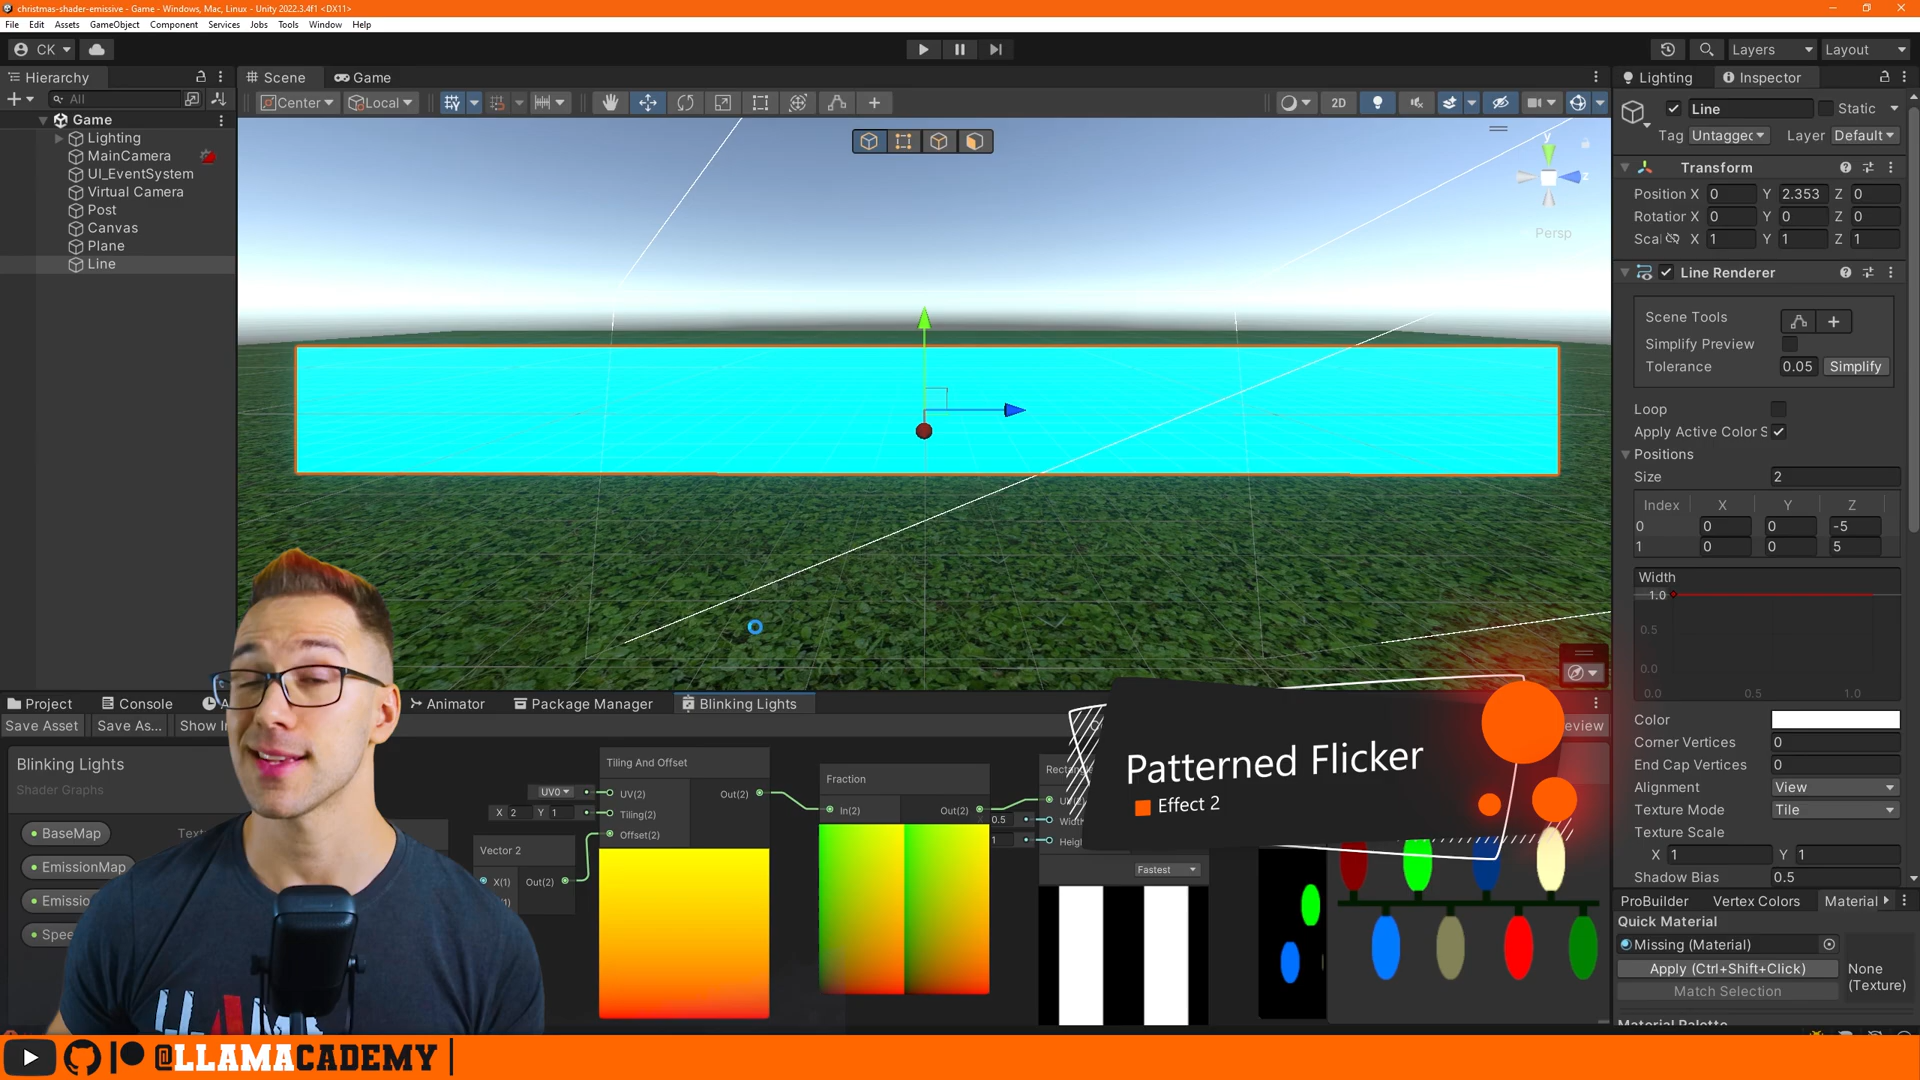 christmas-shader-emissive - Game - Windows, Mac, Linux - Unity 2022.3.4f1 <DX11>
File Edit Assets GameObject Component Services Jobs Tools Window Help
CK
Layers Layout
Hierarchy
All
Game
Lighting
MainCamera
UI_EventSystem
Virtual Camera
Post
Canvas
Plane
Line
Scene Game
Center Local
2D
y
z
Persp
Lighting Inspector
Line Static
Tag Untagged Layer Default
Transform
Position X 0 Y 2.353 Z 0
Rotation X 0 Y 0 Z 0
Scal X 1 Y 1 Z 1
Line Renderer
Scene Tools
Simplify Preview
Tolerance 0.05 Simplify
Loop
Apply Active Color S
Positions
Size 2
Index X Y Z
0 0 0 -5
1 0 0 5
Width
1.0
0.5
0.0
0.0 0.5 1.0
Color
Corner Vertices 0
End Cap Vertices 0
Alignment View
Texture Mode Tile
Texture Scale
X 1 Y 1
Shadow Bias 0.5
ProBuilder Vertex Colors Material
Quick Material
Missing (Material)
Apply (Ctrl+Shift+Click)
None
(Texture)
Match Selection
Material Palette
Project Console Animator Package Manager Blinking Lights
Save Asset Save As... Show In
eview
Blinking Lights
Shader Graphs
BaseMap
EmissionMap
Emissio
Spee
Tiling And Offset
UV0 UV(2) Out(2)
X 2 Y 1 Tiling(2)
Offset(2)
Vector 2
X(1) Out(2)
Fraction
In(2) Out(2)
0.5 Width
1 Heigh
Fastest
Patterned Flicker
Effect 2
@LLAMACADEMY